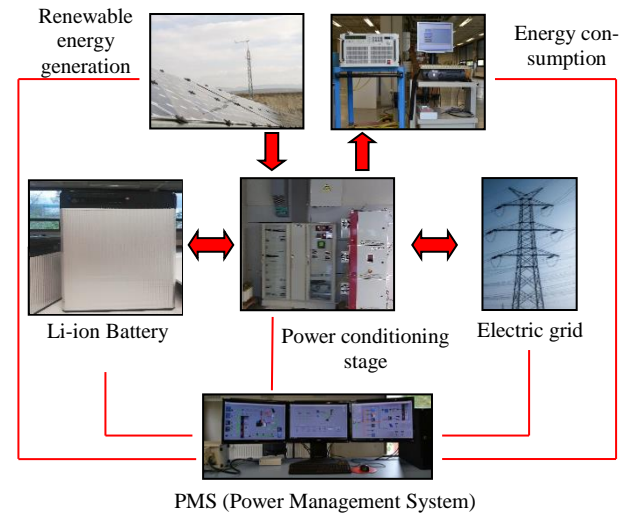 Renewable
energy
generation
Energy con-
sumption
Li-ion Battery
Power conditioning
stage
Electric grid
PMS (Power Management System)